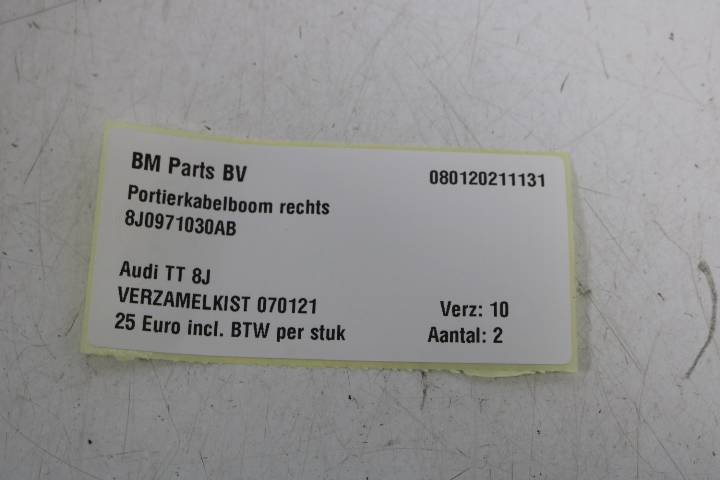 BM Parts BV
080120211131
Portierkabelboom rechts
8J0971030AB
Audi TT 8J
VERZAMELKIST 070121
Verz: 10
25 Euro incl. BTW per stuk
Aantal: 2